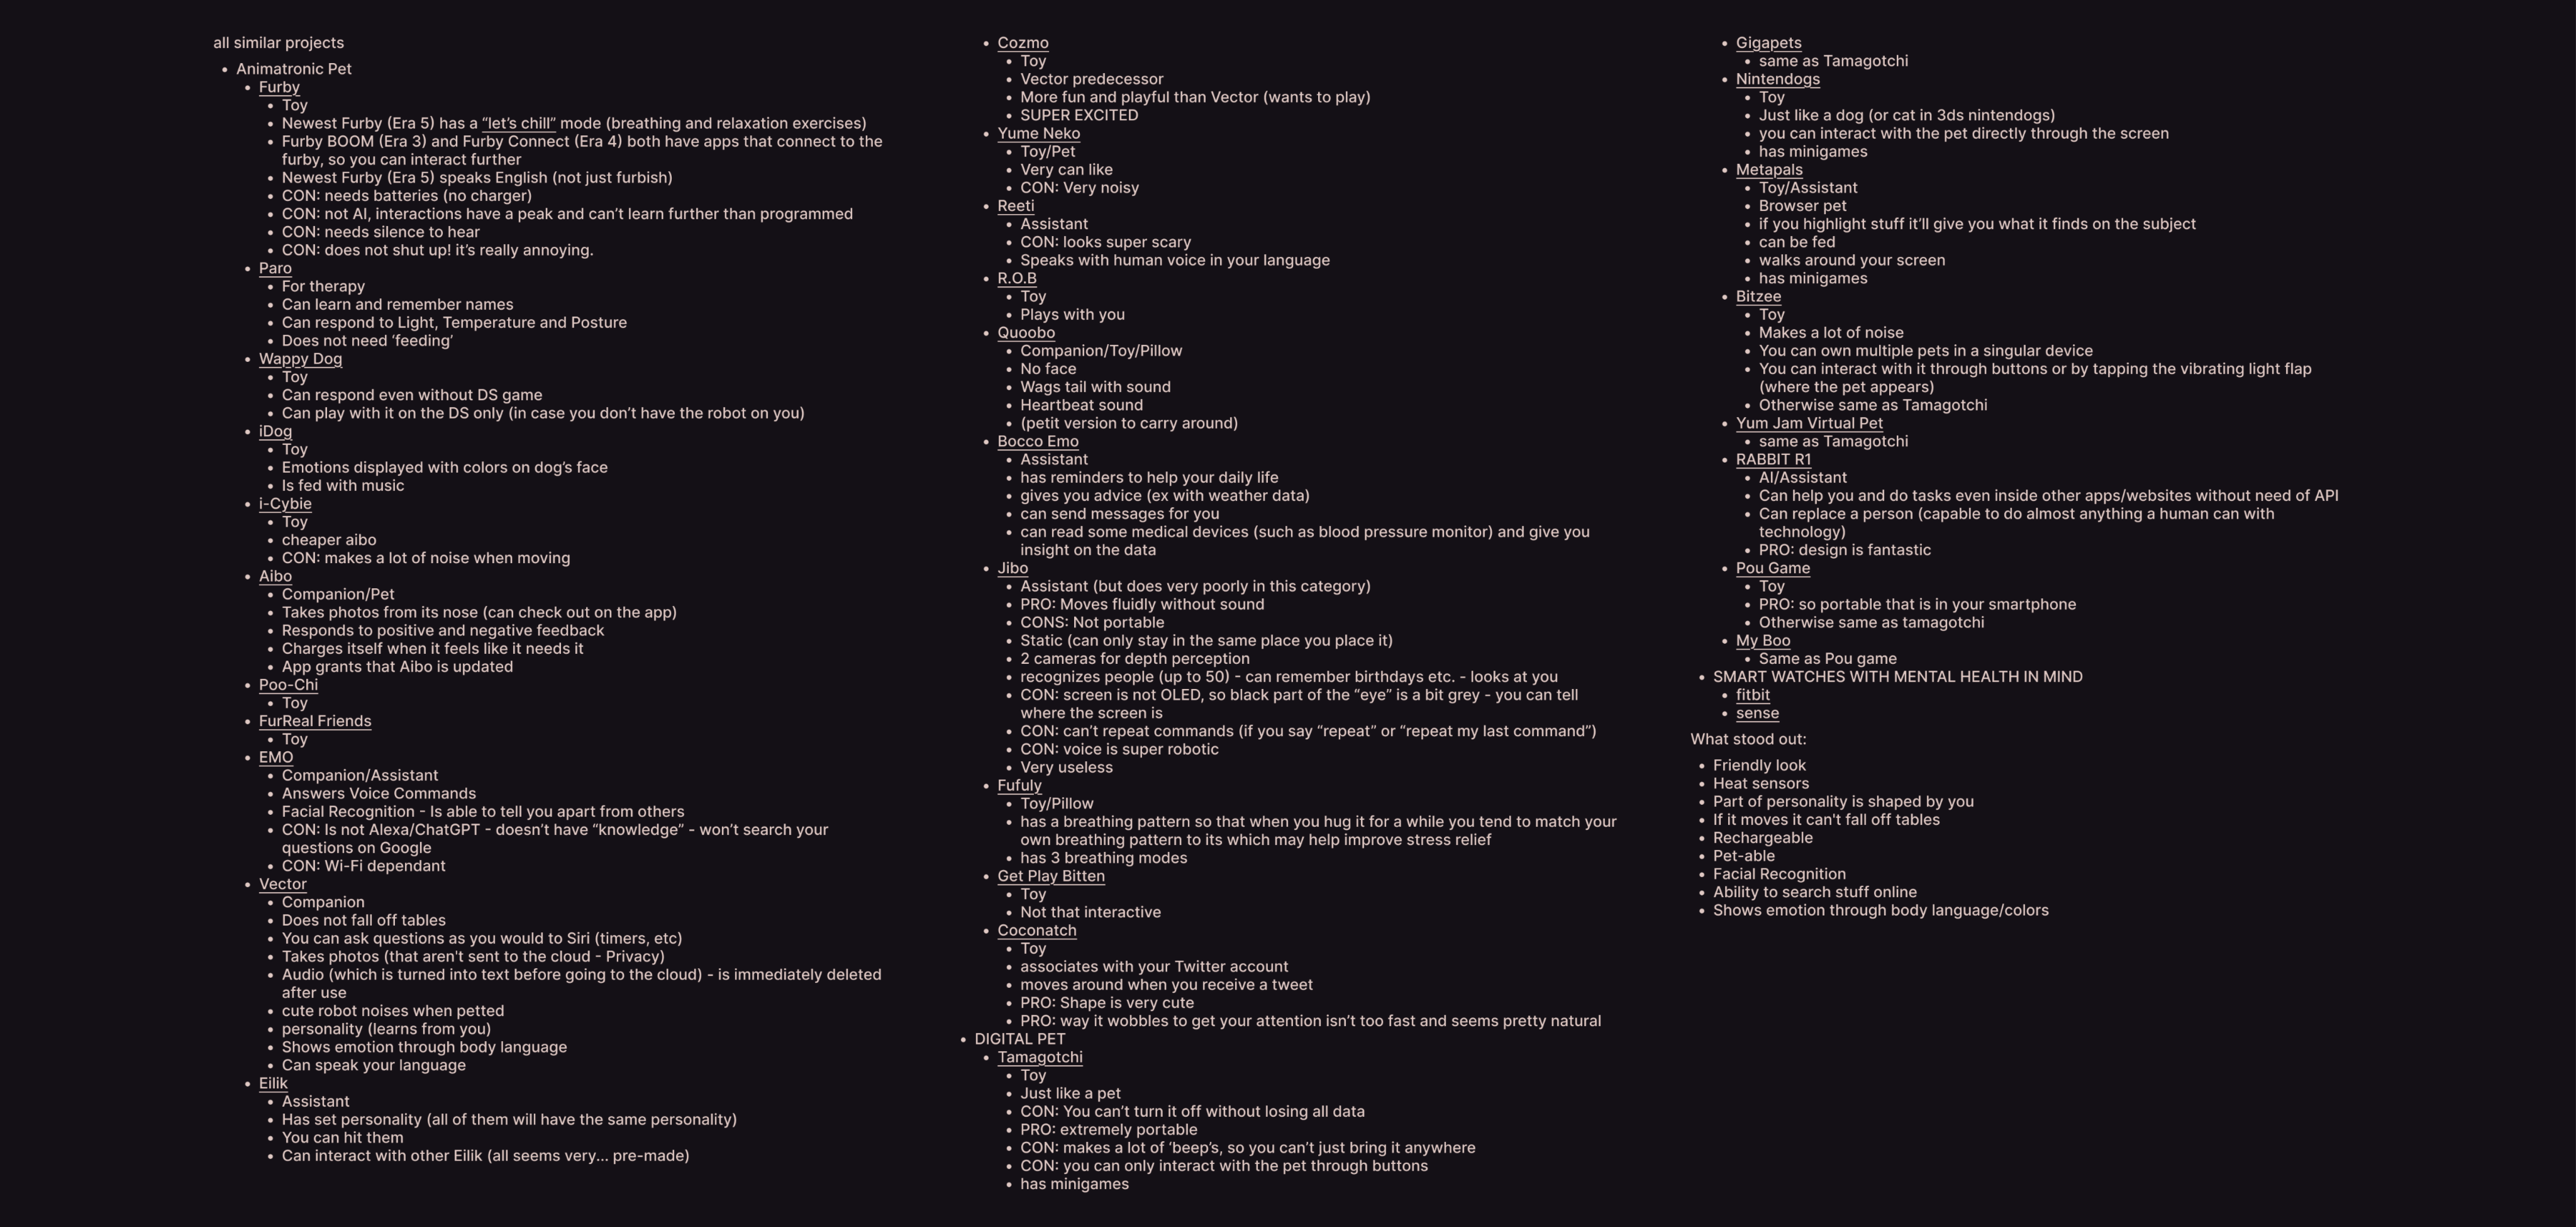 all similar projects
• Animatronic Pet
• Furby
• Toy
• Newest Furby (Era 5) has a “let’s chill” mode (breathing and relaxation exercises)
• Furby BOOM (Era 3) and Furby Connect (Era 4) both have apps that connect to the
furby, so you can interact further
• Newest Furby (Era 5) speaks English (not just furbish)
• CON: needs batteries (no charger)
• CON: not AI, interactions have a peak and can’t learn further than programmed
• CON: needs silence to hear
• CON: does not shut up! it’s really annoying.
• Paro
• For therapy
• Can learn and remember names
• Can respond to Light, Temperature and Posture
• Does not need ‘feeding’
• Wappy Dog
• Toy
• Can respond even without DS game
• Can play with it on the DS only (in case you don’t have the robot on you)
• iDog
• Toy
• Emotions displayed with colors on dog’s face
• Is fed with music
• i-Cybie
• Toy
• cheaper aibo
• CON: makes a lot of noise when moving
• Aibo
• Companion/Pet
• Takes photos from its nose (can check out on the app)
• Responds to positive and negative feedback
• Charges itself when it feels like it needs it
• App grants that Aibo is updated
• Poo-Chi
• Toy
• FurReal Friends
• Toy
• EMO
• Companion/Assistant
• Answers Voice Commands
• Facial Recognition - Is able to tell you apart from others
• CON: Is not Alexa/ChatGPT - doesn’t have “knowledge” - won’t search your
questions on Google
• CON: Wi-Fi dependant
• Vector
• Companion
• Does not fall off tables
• You can ask questions as you would to Siri (timers, etc)
• Takes photos (that aren't sent to the cloud - Privacy)
• Audio (which is turned into text before going to the cloud) - is immediately deleted
after use
• cute robot noises when petted
• personality (learns from you)
• Shows emotion through body language
• Can speak your language
• Eilik
• Assistant
• Has set personality (all of them will have the same personality)
• You can hit them
• Can interact with other Eilik (all seems very... pre-made)
• Cozmo
• Toy
• Vector predecessor
• More fun and playful than Vector (wants to play)
• SUPER EXCITED
• Yume Neko
• Toy/Pet
• Very can like
• CON: Very noisy
• Reeti
• Assistant
• CON: looks super scary
• Speaks with human voice in your language
• R.O.B
• Toy
• Plays with you
• Quoobo
• Companion/Toy/Pillow
• No face
• Wags tail with sound
• Heartbeat sound
• (petit version to carry around)
• Bocco Emo
• Assistant
• has reminders to help your daily life
• gives you advice (ex with weather data)
• can send messages for you
• can read some medical devices (such as blood pressure monitor) and give you
insight on the data
• Jibo
• Assistant (but does very poorly in this category)
• PRO: Moves fluidly without sound
• CONS: Not portable
• Static (can only stay in the same place you place it)
• 2 cameras for depth perception
• recognizes people (up to 50) - can remember birthdays etc. - looks at you
• CON: screen is not OLED, so black part of the “eye” is a bit grey - you can tell
where the screen is
• CON: can’t repeat commands (if you say “repeat” or “repeat my last command”)
• CON: voice is super robotic
• Very useless
• Fufuly
• Toy/Pillow
• has a breathing pattern so that when you hug it for a while you tend to match your
own breathing pattern to its which may help improve stress relief
• has 3 breathing modes
• Get Play Bitten
• Toy
• Not that interactive
• Coconatch
• Toy
• associates with your Twitter account
• moves around when you receive a tweet
• PRO: Shape is very cute
• PRO: way it wobbles to get your attention isn’t too fast and seems pretty natural
• DIGITAL PET
• Tamagotchi
• Toy
• Just like a pet
• CON: You can’t turn it off without losing all data
• PRO: extremely portable
• CON: makes a lot of ‘beep’s, so you can’t just bring it anywhere
• CON: you can only interact with the pet through buttons
• has minigames
• Gigapets
• same as Tamagotchi
• Nintendogs
• Toy
• Just like a dog (or cat in 3ds nintendogs)
• you can interact with the pet directly through the screen
• has minigames
• Metapals
• Toy/Assistant
• Browser pet
• if you highlight stuff it’ll give you what it finds on the subject
• can be fed
• walks around your screen
• has minigames
• Bitzee
• Toy
• Makes a lot of noise
• You can own multiple pets in a singular device
• You can interact with it through buttons or by tapping the vibrating light flap
(where the pet appears)
• Otherwise same as Tamagotchi
• Yum Jam Virtual Pet
• same as Tamagotchi
• RABBIT R1
• AI/Assistant
• Can help you and do tasks even inside other apps/websites without need of API
• Can replace a person (capable to do almost anything a human can with
technology)
• PRO: design is fantastic
• Pou Game
• Toy
• PRO: so portable that is in your smartphone
• Otherwise same as tamagotchi
• My Boo
• Same as Pou game
• SMART WATCHES WITH MENTAL HEALTH IN MIND
• fitbit
• sense
What stood out:
• Friendly look
• Heat sensors
• Part of personality is shaped by you
• If it moves it can't fall off tables
• Rechargeable
• Pet-able
• Facial Recognition
• Ability to search stuff online
• Shows emotion through body language/colors